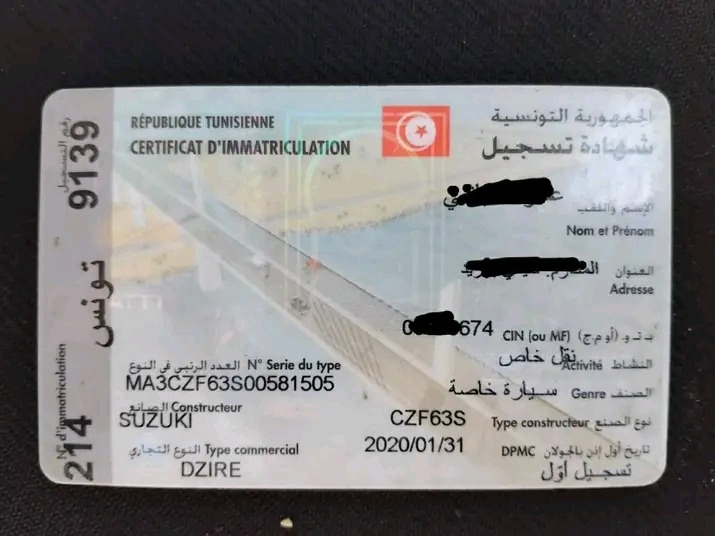 RÉPUBLIQUE TUNISIENNE
CERTIFICAT D'IMMATRICULATION
الجمهورية التونسية
شهادة تسجيل
رقم التسجيل
9139
تونس
214
N° d'immatriculation
الإسم واللقب
Nom et Prénom
العنوان
Adresse
674
CIN (ou MF) ب.ت.و. (أو م.ج)
نقل خاص
Activité النشاط
العدد الرتبي في النوع N° Serie du type
MA3CZF63S00581505
سيارة خاصة
Genre الصنف
الصانع Constructeur
SUZUKI
CZF63S
Type constructeur نوع الصنع
النوع التجاري Type commercial
DZIRE
2020/01/31
DPMC تاريخ أول إذن بالجولان
تسجيل أوّل